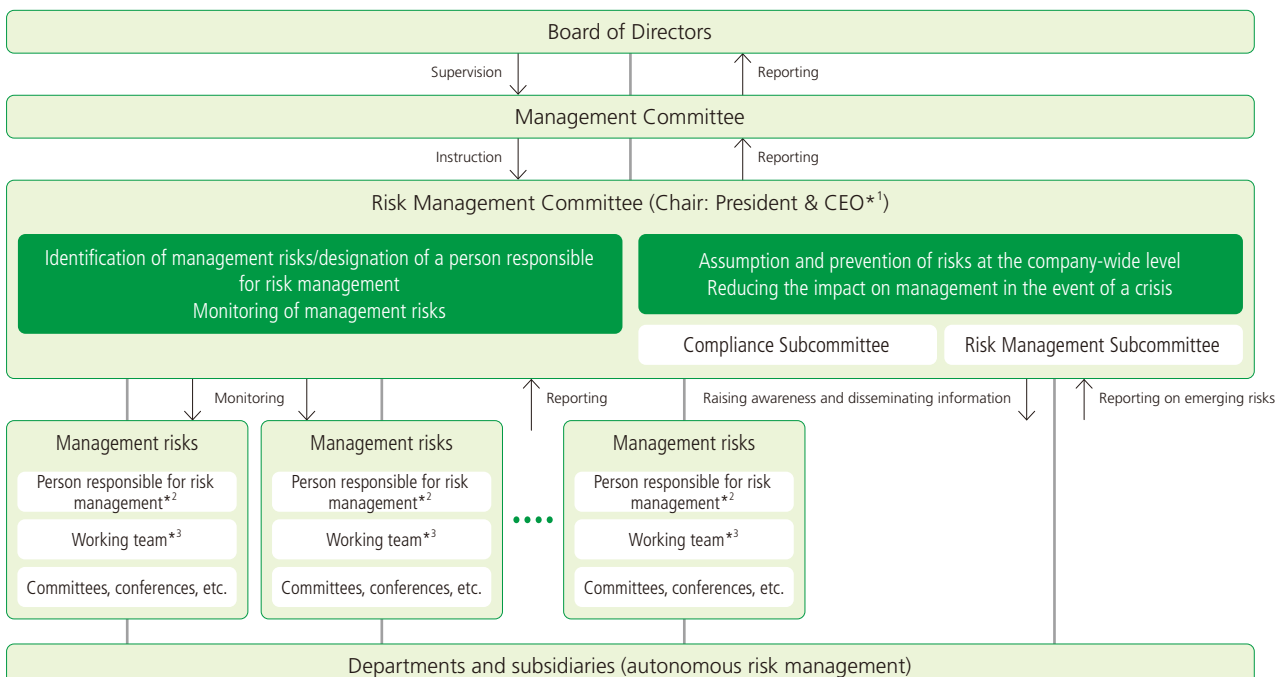 Board of Directors
Supervision
Reporting
Management Committee
Instruction
Reporting
Risk Management Committee (Chair: President & CEO*1)
Identification of management risks/designation of a person responsible
for risk management
Monitoring of management risks
Assumption and prevention of risks at the company-wide level
Reducing the impact on management in the event of a crisis
Compliance Subcommittee
Risk Management Subcommittee
Monitoring
Reporting
Raising awareness and disseminating information
Reporting on emerging risks
Management risks
Person responsible for risk
management*2
Working team*3
Committees, conferences, etc.
Management risks
Person responsible for risk
management*2
Working team*3
Committees, conferences, etc.
Management risks
Person responsible for risk
management*2
Working team*3
Committees, conferences, etc.
Departments and subsidiaries (autonomous risk management)